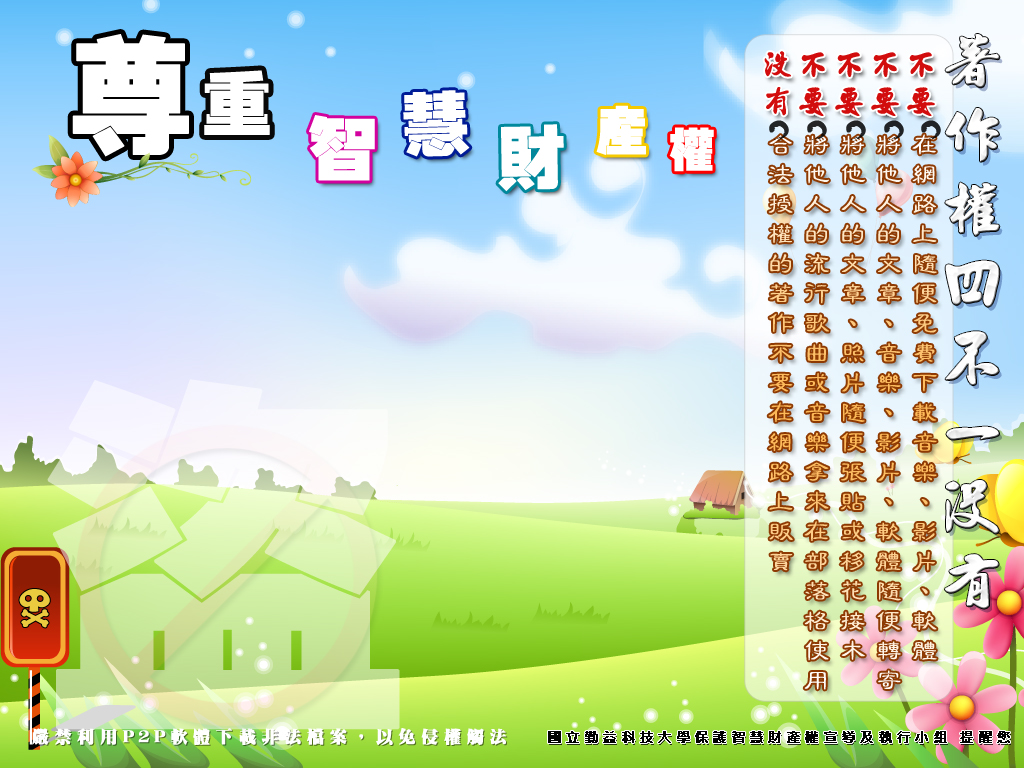 尊重智慧財產權
著作權四不一沒有
不要在網路上隨便免費下載音樂、影片、軟體
不要將他人的文章、音樂、影片、軟體隨便轉寄
不要將他人的文章、照片隨便張貼或移花接木
不要將他人的流行歌曲或音樂拿來在部落格使用
沒有合法授權的著作不要在網路上販賣
嚴禁利用P2P軟體下載非法檔案，以免侵權觸法
國立勤益科技大學保護智慧財產權宣導及執行小組 提醒您